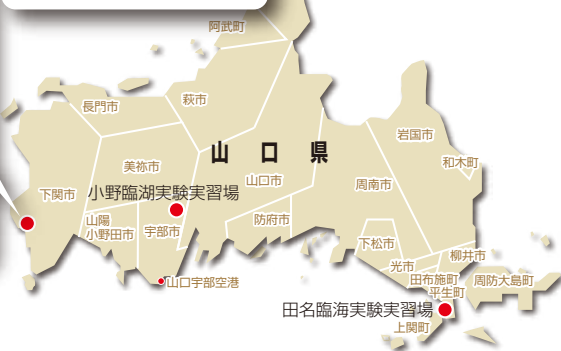 阿武町
萩市
長門市
山口県
岩国市
和木町
美祢市
山口市
周南市
下関市
小野臨湖実験実習場
山陽
小野田市
宇部市
防府市
下松市
柳井市
光市
田布施町
周防大島町
平生町
山口宇部空港
田名臨海実験実習場
上関町